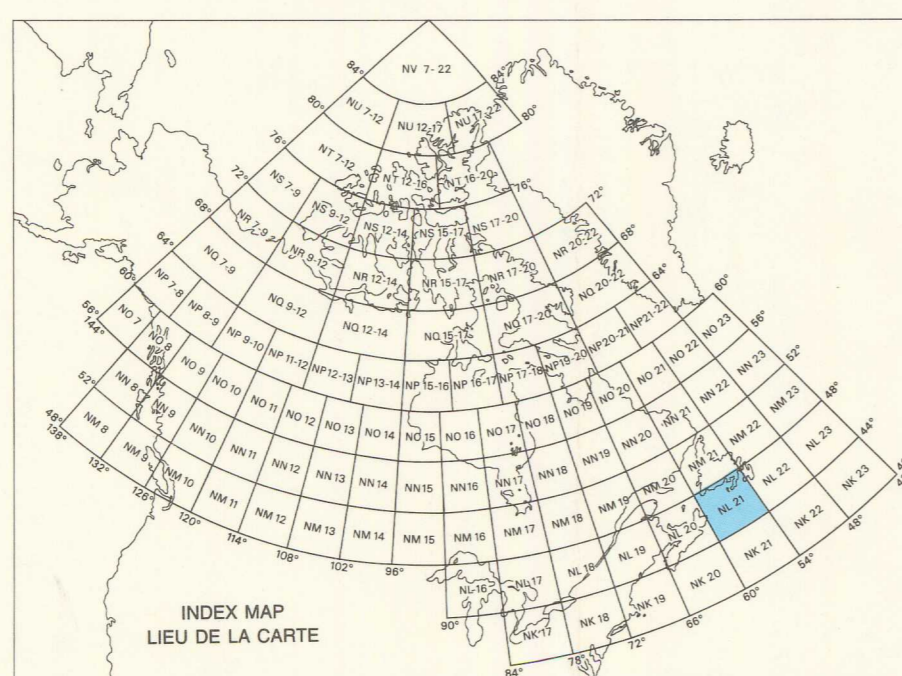 84°
NV 7-22
84°
80°
NU 7-12
NU 12-17
NU 17-22
80°
76°
NT 7-12
NT 12-16
NT 16-20
76°
72°
NS 7-9
NS 9-12
NS 12-14
NS 15-17
NS 17-20
72°
68°
NR 7-9
NR 9-12
NR 12-14
NR 15-17
NR 17-20
NR 20-22
68°
64°
NQ 7-9
NQ 9-12
NQ 12-14
NQ 15-17
NQ 17-20
NQ 20-22
64°
60°
NP 7-8
NP 8-9
NP 9-10
NP 11-12
NP 12-13
NP 13-14
NP 15-16
NP 16-17
NP 17-18
NP19-20
NP20-21
NP21-22
60°
56°
144°
NO 7
NO 8
NO 9
NO 10
NO 11
NO 12
NO 13
NO 14
NO 15
NO 16
NO 17
NO 18
NO 19
NO 20
NO 21
NO 22
NO 23
56°
52°
NN 8
NN 9
NN10
NN 11
NN 12
NN 13
NN 14
NN15
NN16
NN 17
NN 18
NN19
NN 20
NN 21
NN 22
NN 23
52°
48°
138°
NM 8
NM 9
NM 10
NM 11
NM 12
NM 13
NM 14
NM 15
NM 16
NM 17
NM 18
NM 19
NM 20
NM 21
NM 22
NM 23
48°
132°
126°
120°
114°
108°
102°
96°
NL-16
NL 17
NL 18
NL 19
NL 20
NL 21
NL 22
NL 23
44°
90°
NK 17
NK 18
NK 19
NK 20
NK 21
NK 22
NK 23
84°
78°
72°
66°
60°
54°
48°
INDEX MAP
LIEU DE LA CARTE